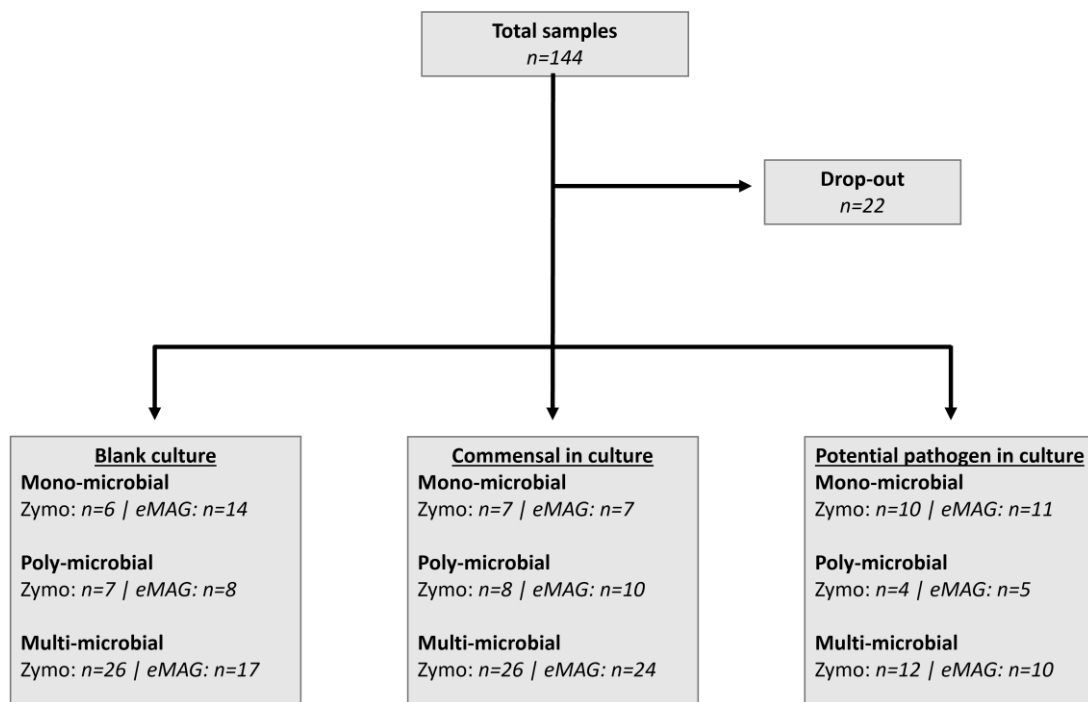 Total samples
n=144
Drop-out
n=22
Blank culture
Mono-microbial
Zymo: n=6 | eMAG: n=14
Poly-microbial
Zymo: n=7 | eMAG: n=8
Multi-microbial
Zymo: n=26 | eMAG: n=17
Commensal in culture
Mono-microbial
Zymo: n=7 | eMAG: n=7
Poly-microbial
Zymo: n=8 | eMAG: n=10
Multi-microbial
Zymo: n=26 | eMAG: n=24
Potential pathogen in culture
Mono-microbial
Zymo: n=10 | eMAG: n=11
Poly-microbial
Zymo: n=4 | eMAG: n=5
Multi-microbial
Zymo: n=12 | eMAG: n=10